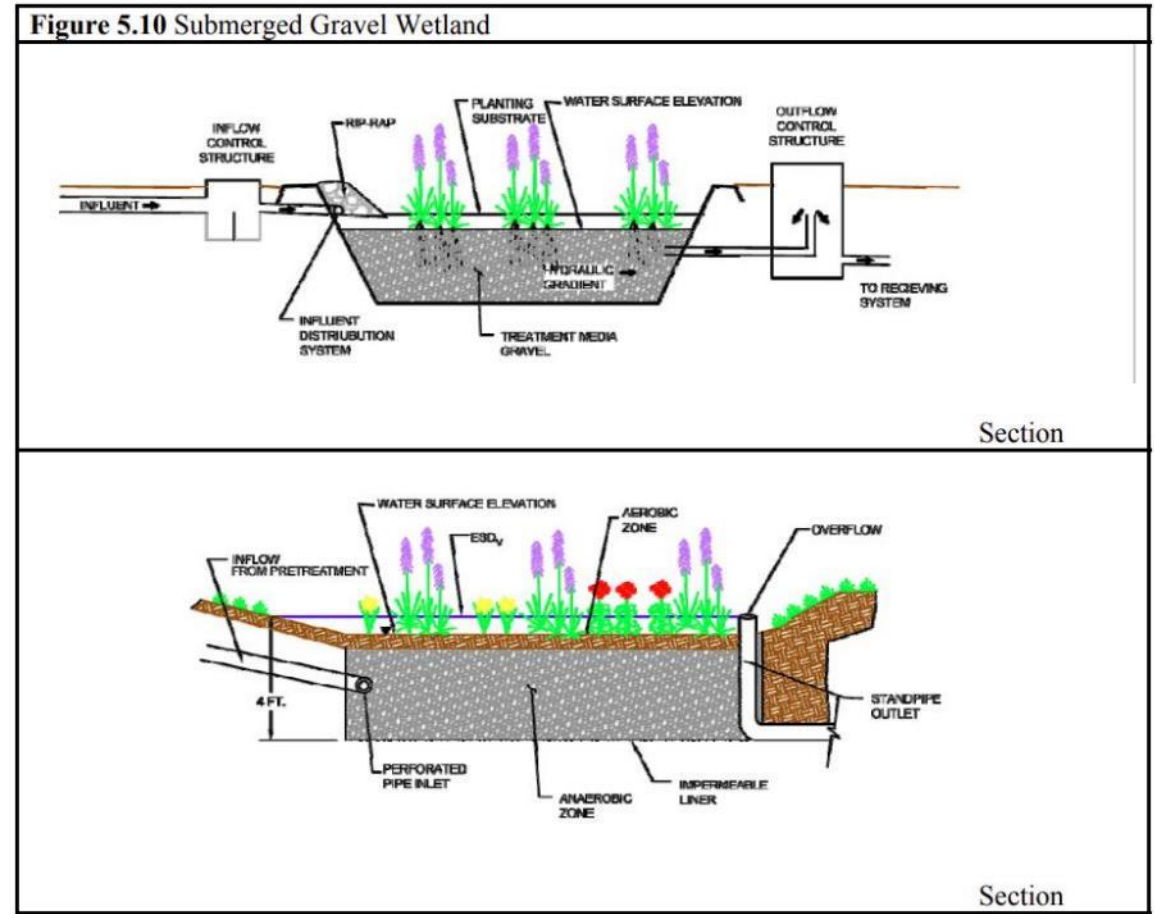 Figure 5.10 Submerged Gravel Wetland
INFLOW
CONTROL
STRUCTURE
RIP-RAP
PLANTING
SUBSTRATE
WATER SURFACE ELEVATION
OUTFLOW
CONTROL
STRUCTURE
INFLUENT
HYDRAULIC
GRADIENT
TO RECIEVING
SYSTEM
INFLUENT
DISTRIUBUTION
SYSTEM
TREATMENT MEDIA
GRAVEL
Section
WATER SURFACE ELEVATION
ESDV
AEROBIC
ZONE
OVERFLOW
INFLOW
FROM PRETREATMENT
4 FT.
STANDPIPE
OUTLET
PERFORATED
PIPE INLET
ANAEROBIC
ZONE
IMPERMEABLE
LINER
Section